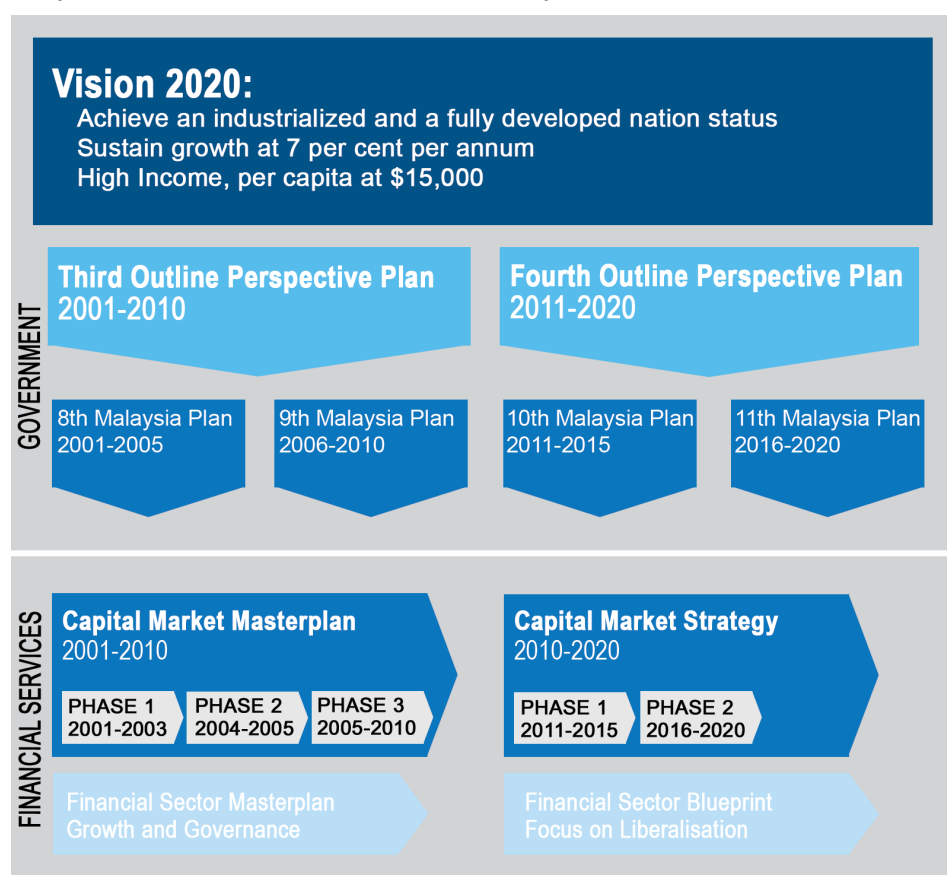 Vision 2020:
Achieve an industrialized and a fully developed nation status
Sustain growth at 7 per cent per annum
High Income, per capita at $15,000
GOVERNMENT
Third Outline Perspective Plan
2001-2010
Fourth Outline Perspective Plan
2011-2020
8th Malaysia Plan
2001-2005
9th Malaysia Plan
2006-2010
10th Malaysia Plan
2011-2015
11th Malaysia Plan
2016-2020
FINANCIAL SERVICES
Capital Market Masterplan
2001-2010
PHASE 1
2001-2003
PHASE 2
2004-2005
PHASE 3
2005-2010
Capital Market Strategy
2010-2020
PHASE 1
2011-2015
PHASE 2
2016-2020
Financial Sector Masterplan
Growth and Governance
Financial Sector Blueprint
Focus on Liberalisation